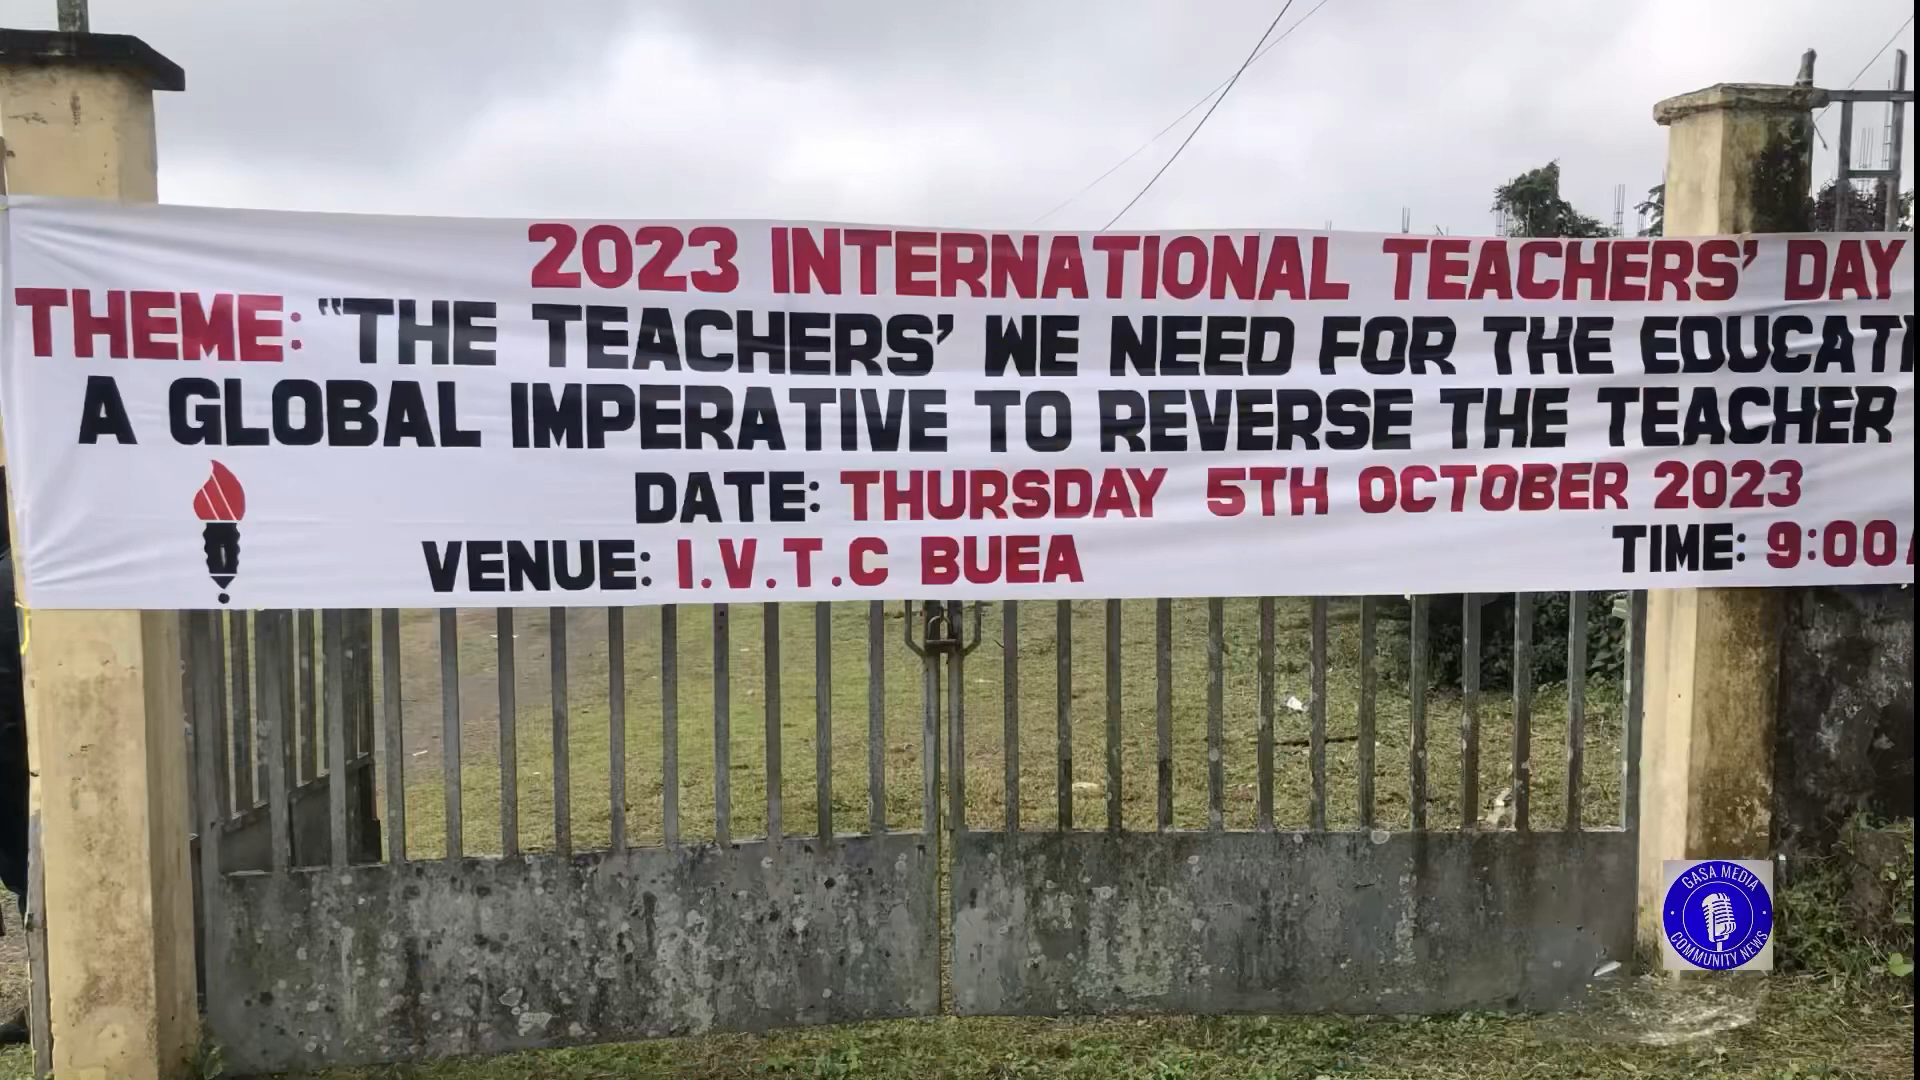 2023 INTERNATIONAL TEACHERS' DAY
THEME: "THE TEACHERS' WE NEED FOR THE EDUCATI
A GLOBAL IMPERATIVE TO REVERSE THE TEACHER
DATE: THURSDAY 5TH OCTOBER 2023
VENUE: I.V.T.C BUEA
TIME: 9:00
GASA MEDIA
COMMUNITY NEWS